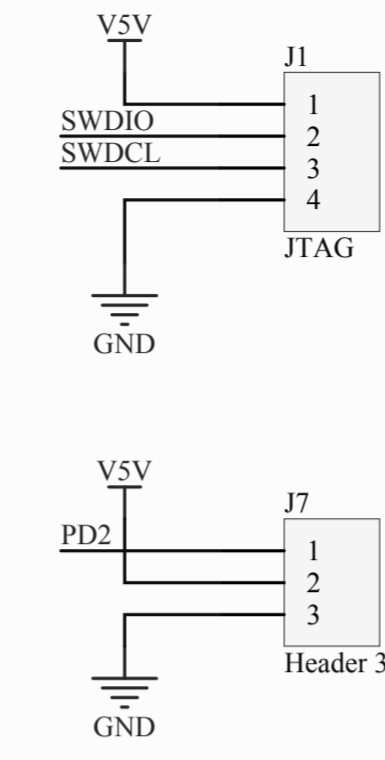 V5V
J1
1
SWDIO
2
SWDCL
3
4
JTAG
GND
V5V
J7
PD2
1
2
3
Header 3
GND